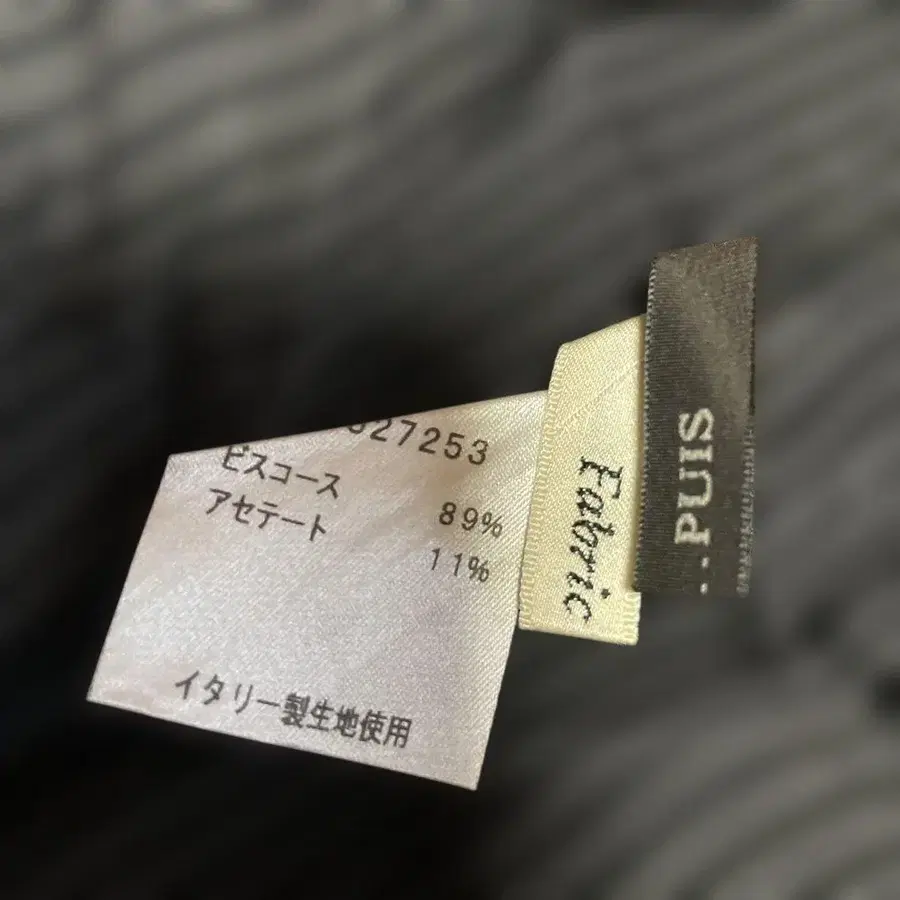 27253
ビスコース 89%
アセテート 11%
イタリー製生地使用
Fabric
..PUIS